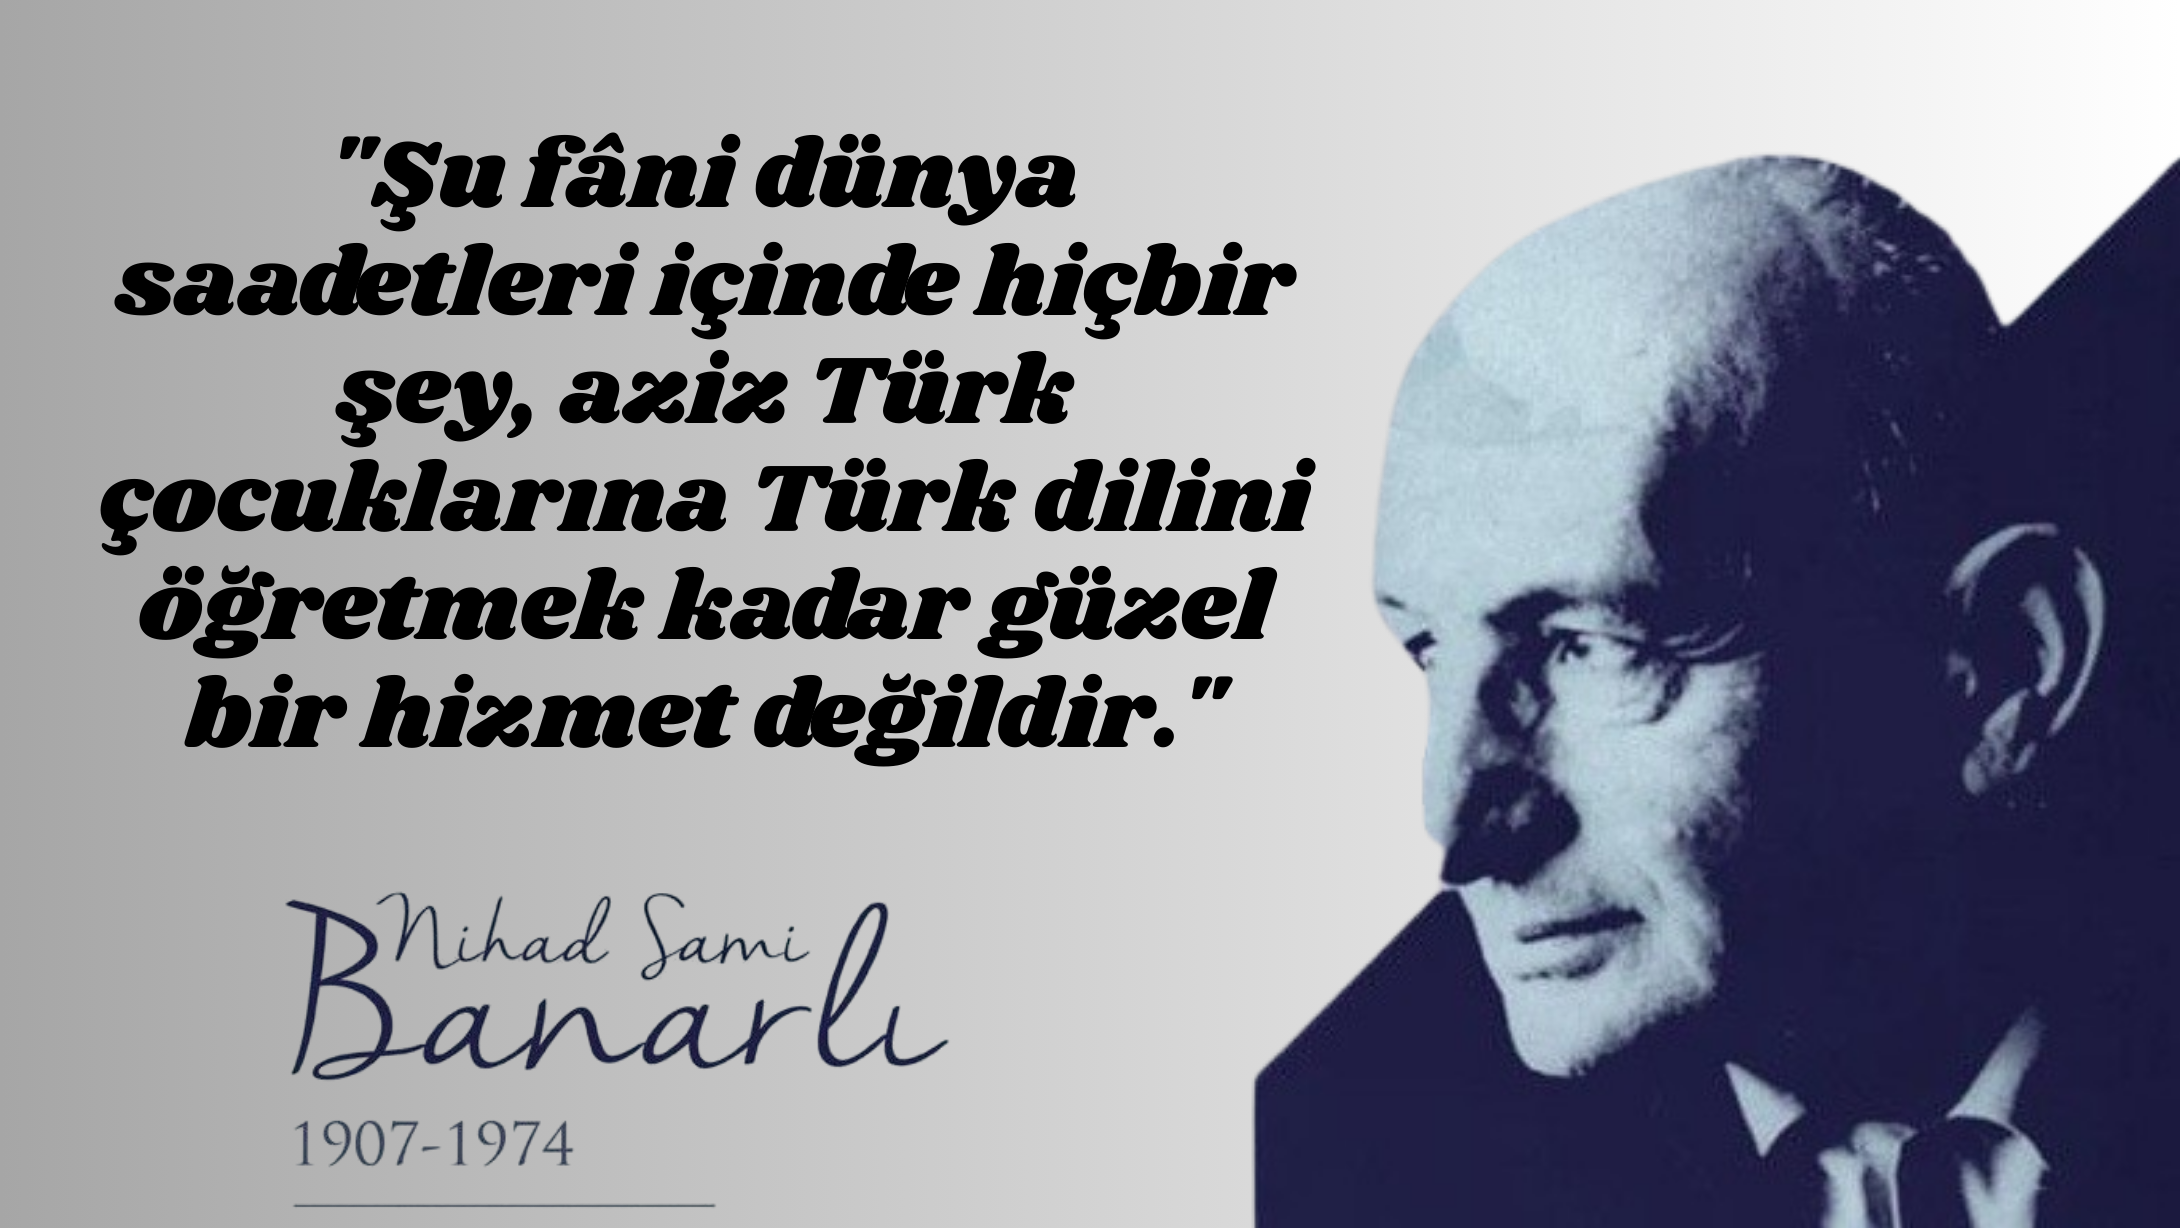 "Şu fâni dünya
saadetleri içinde hiçbir
şey, aziz Türk
çocuklarına Türk dilini
öğretmek kadar güzel
bir hizmet değildir."
Nihad Sami
Banarlı
1907-1974